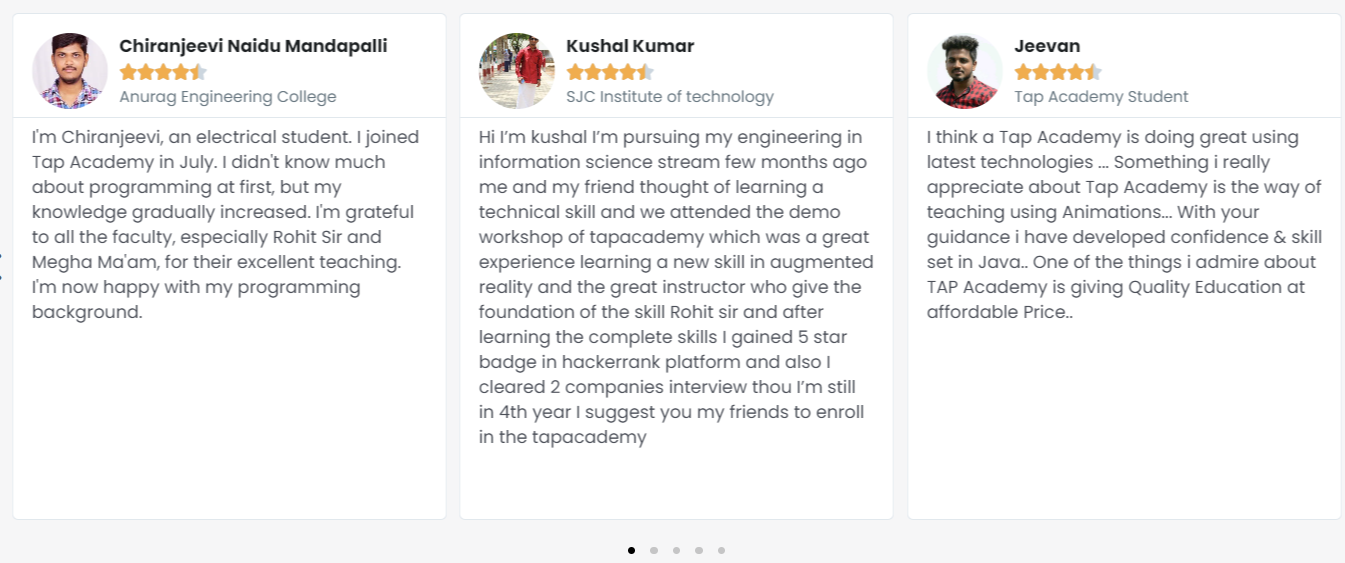 Chiranjeevi Naidu Mandapalli
Anurag Engineering College
I'm Chiranjeevi, an electrical student. I joined
Tap Academy in July. I didn't know much
about programming at first, but my
knowledge gradually increased. I'm grateful
to all the faculty, especially Rohit Sir and
Megha Ma'am, for their excellent teaching.
I'm now happy with my programming
background.
Kushal Kumar
SJC Institute of technology
Hi I’m kushal I’m pursuing my engineering in
information science stream few months ago
me and my friend thought of learning a
technical skill and we attended the demo
workshop of tapacademy which was a great
experience learning a new skill in augmented
reality and the great instructor who give the
foundation of the skill Rohit sir and after
learning the complete skills I gained 5 star
badge in hackerrank platform and also I
cleared 2 companies interview thou I’m still
in 4th year I suggest you my friends to enroll
in the tapacademy
Jeevan
Tap Academy Student
I think a Tap Academy is doing great using
latest technologies ... Something i really
appreciate about Tap Academy is the way of
teaching using Animations... With your
guidance i have developed confidence & skill
set in Java.. One of the things i admire about
TAP Academy is giving Quality Education at
affordable Price..